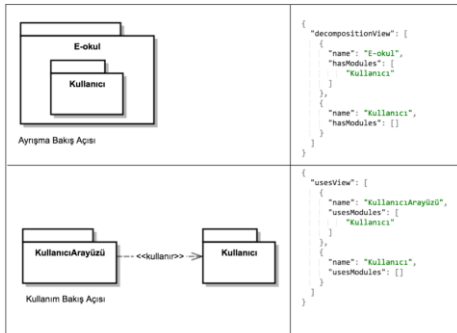 E-okul
Kullanıcı
Ayrışma Bakış Açısı
{
"decompositionView": [
{
"name": "E-okul",
"hasModules": [
"Kullanıcı"
]
},
{
"name": "Kullanıcı",
"hasModules": []
}
]
}
KullanıcıArayüzü
<<kullanır>>
Kullanıcı
Kullanım Bakış Açısı
{
"usesView": [
{
"name": "KullanıcıArayüzü",
"usesModules": [
"Kullanıcı"
]
},
{
"name": "Kullanıcı",
"usesModules": []
}
]
}